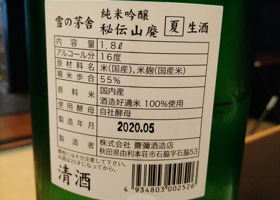 雪の茅舎 純米吟醸 秘伝山廃 夏 生酒
内容量 1.8ℓ
アルコール分 16度
原材料名 米(国産)、米麹(国産米)
精米歩合 55%
原料米 国内産
酒造好適米 100%使用
使用酵母 自社酵母
製造年月 2020.05
製造者 株式会社 齋彌酒造店
秋田県由利本荘市石脇字石脇53
清酒
4934803002526